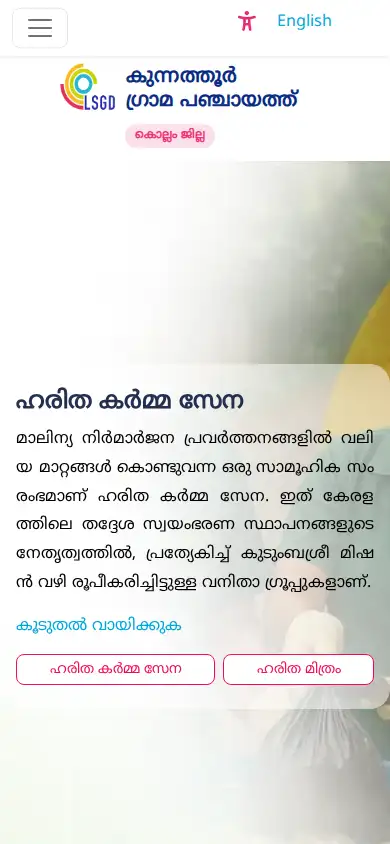 English
കുന്നത്തൂർ
ഗ്രാമ പഞ്ചായത്ത്
LSGD
കൊല്ലം ജില്ല
ഹരിത കർമ്മ സേന
മാലിന്യ നിർമാർജന പ്രവർത്തനങ്ങളിൽ വലി
യ മാറ്റങ്ങൾ കൊണ്ടുവന്ന ഒരു സാമൂഹിക സം
രംഭമാണ് ഹരിത കർമ്മ സേന. ഇത് കേരള
ത്തിലെ തദ്ദേശ സ്വയംഭരണ സ്ഥാപനങ്ങളുടെ
നേതൃത്വത്തിൽ, പ്രത്യേകിച്ച് കുടുംബശ്രീ മിഷ
ൻ വഴി രൂപീകരിച്ചിട്ടുള്ള വനിതാ ഗ്രൂപ്പുകളാണ്.
കൂടുതൽ വായിക്കുക
ഹരിത കർമ്മ സേന
ഹരിത മിത്രം